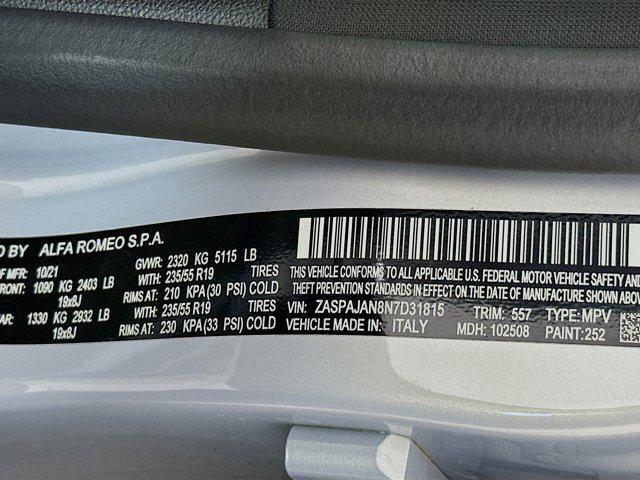 D BY ALFA ROMEO S.P.A.
OF MFR: 10/21 GVWR: 2320 KG 5115 LB
RONT: 1090 KG 2403 LB WITH: 235/55 R19 TIRES
19x8J RIMS AT: 210 KPA (30 PSI) COLD
AR: 1330 KG 2932 LB WITH: 235/55 R19 TIRES
19x8J RIMS AT: 230 KPA (33 PSI) COLD
THIS VEHICLE CONFORMS TO ALL APPLICABLE
U.S. FEDERAL MOTOR VEHICLE SAFETY AND
THEFT STANDARDS IN EFFECT ON THE DATE OF MANUFACTURE SHOWN ABO
VIN: ZASPAJAN8N7D31815 TRIM: 557 TYPE: MPV
VEHICLE MADE IN: ITALY MDH: 102508 PAINT: 252